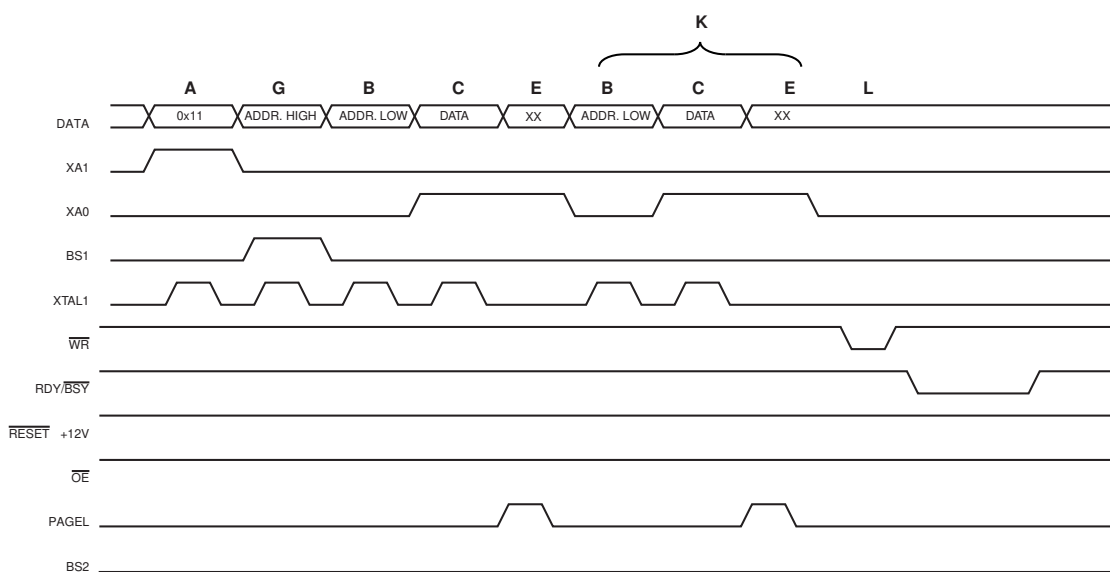 K
A G B C E B C E L
DATA 0x11 ADDR. HIGH ADDR. LOW DATA XX ADDR. LOW DATA XX
XA1
XA0
BS1
XTAL1
WR
RDY/BSY
RESET +12V
OE
PAGEL
BS2